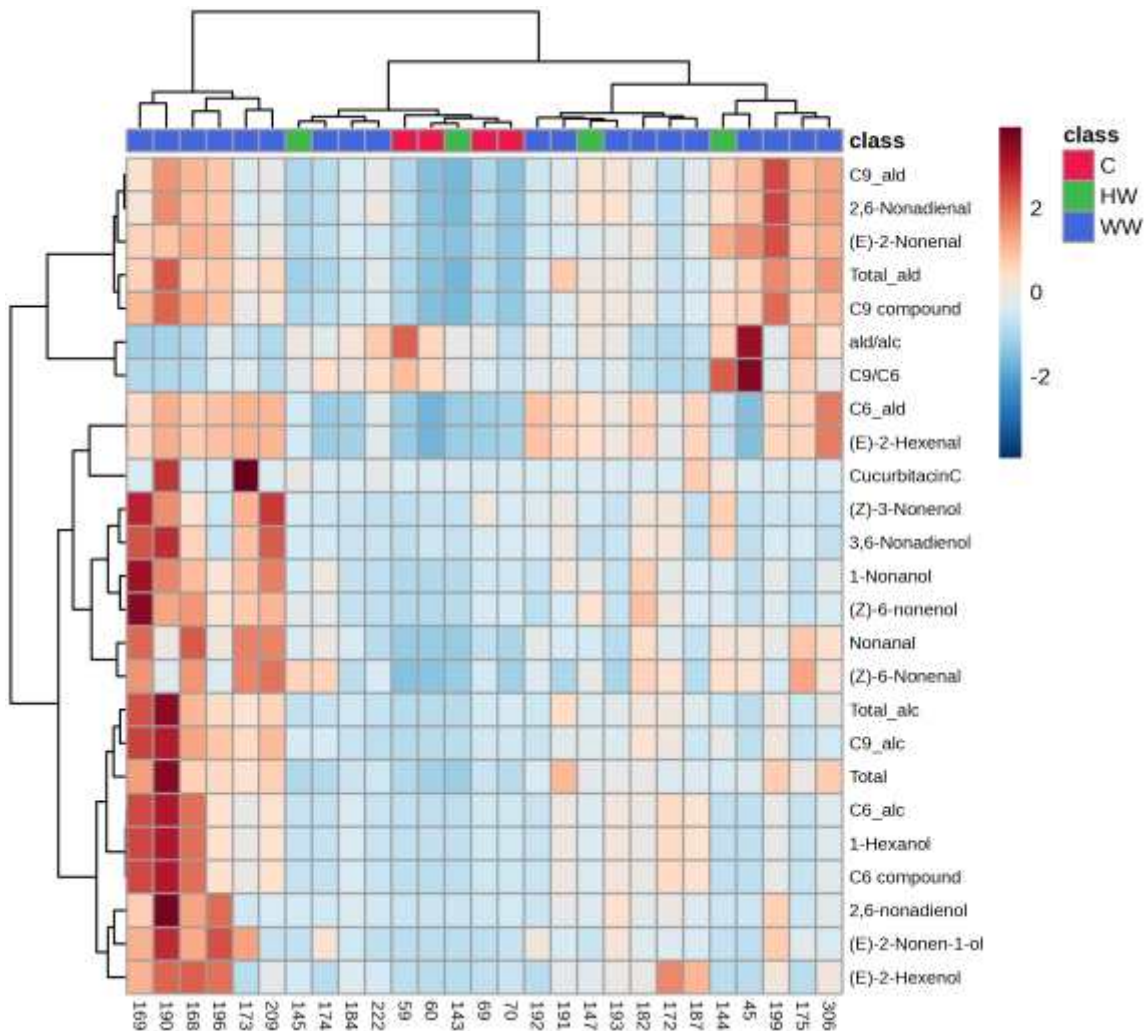 class
C9_ald
2,6-Nonadienal
(E)-2-Nonenal
Total_ald
C9 compound
ald/alc
C9/C6
C6_ald
(E)-2-Hexenal
CucurbitacinC
(Z)-3-Nonenol
3,6-Nonadienol
1-Nonanol
(Z)-6-nonenol
Nonanal
(Z)-6-Nonenal
Total_alc
C9_alc
Total
C6_alc
1-Hexanol
C6 compound
2,6-nonadienol
(E)-2-Nonen-1-ol
(E)-2-Hexenol
169 190 168 196 173 209 145 174 184 222 59 60 143 69 70 192 191 147 193 182 172 187 144 45 199 175 306
2
0
-2
class
C
HW
WW